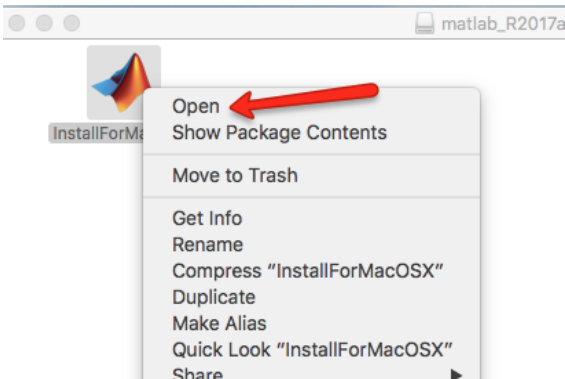 matlab_R2017a
InstallForMa
Open
Show Package Contents
Move to Trash
Get Info
Rename
Compress “InstallForMacOSX”
Duplicate
Make Alias
Quick Look “InstallForMacOSX”
Share